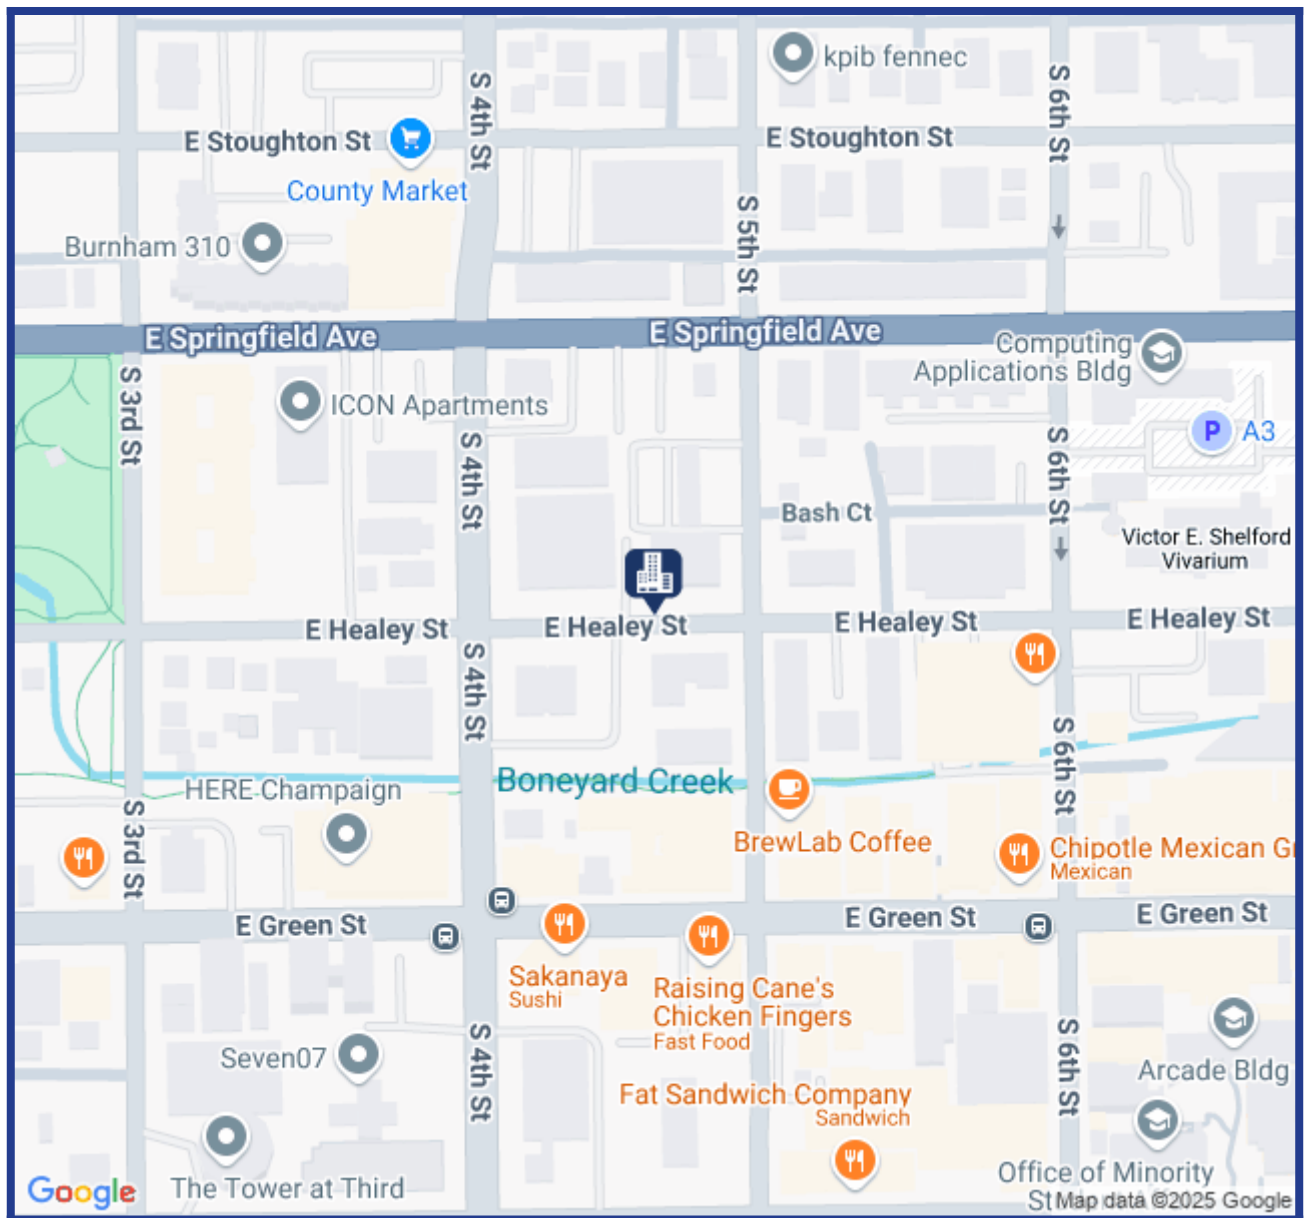 kpib fennec
S 4th St
S 6th St
E Stoughton St
E Stoughton St
County Market
S 5th St
Burnham 310
E Springfield Ave
E Springfield Ave
Computing
Applications Bldg
S 3rd St
ICON Apartments
P
A3
S 4th St
S 6th St
Bash Ct
Victor E. Shelford
Vivarium
E Healey St
E Healey St
E Healey St
E Healey St
S 4th St
S 6th St
Boneyard Creek
HERE Champaign
S 3rd St
BrewLab Coffee
Chipotle Mexican Gr
Mexican
E Green St
E Green St
E Green St
Sakanaya
Sushi
Raising Cane's
Chicken Fingers
Fast Food
S 4th St
S 6th St
Seven07
Arcade Bldg
Fat Sandwich Company
Sandwich
The Tower at Third
Office of Minority
St
Google
Map data ©2025 Google